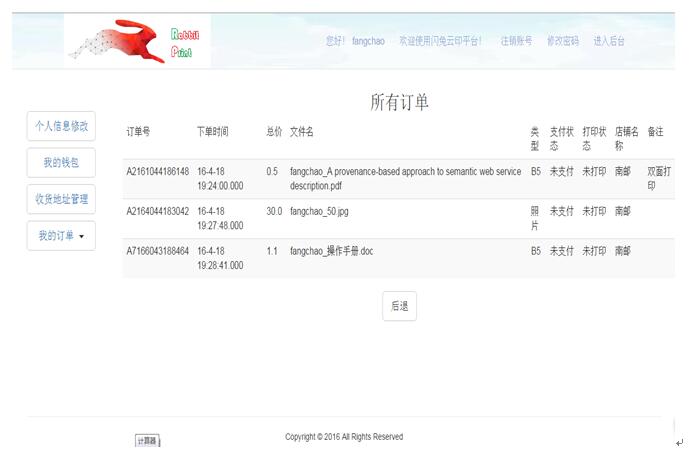 Rebbit
Print
您好! fangchao 欢迎使用闪兔云印平台! 注销账号 修改密码 进入后台
个人信息修改
我的钱包
收货地址管理
我的订单
所有订单
订单号 下单时间 总价 文件名 类型 支付状态 打印状态 店铺名称 备注
A2161044186148 16-4-18 19:24:00.000 0.5 fangchao_A provenance-based approach to semantic web service description.pdf B5 未支付 未打印 南邮 双面打印
A2164044183042 16-4-18 19:27:48.000 30.0 fangchao_50.jpg 照片 未支付 未打印 南邮
A7166043188464 16-4-18 19:28:41.000 1.1 fangchao_操作手册.doc B5 未支付 未打印 南邮
后退
计算器
Copyright © 2016 All Rights Reserved